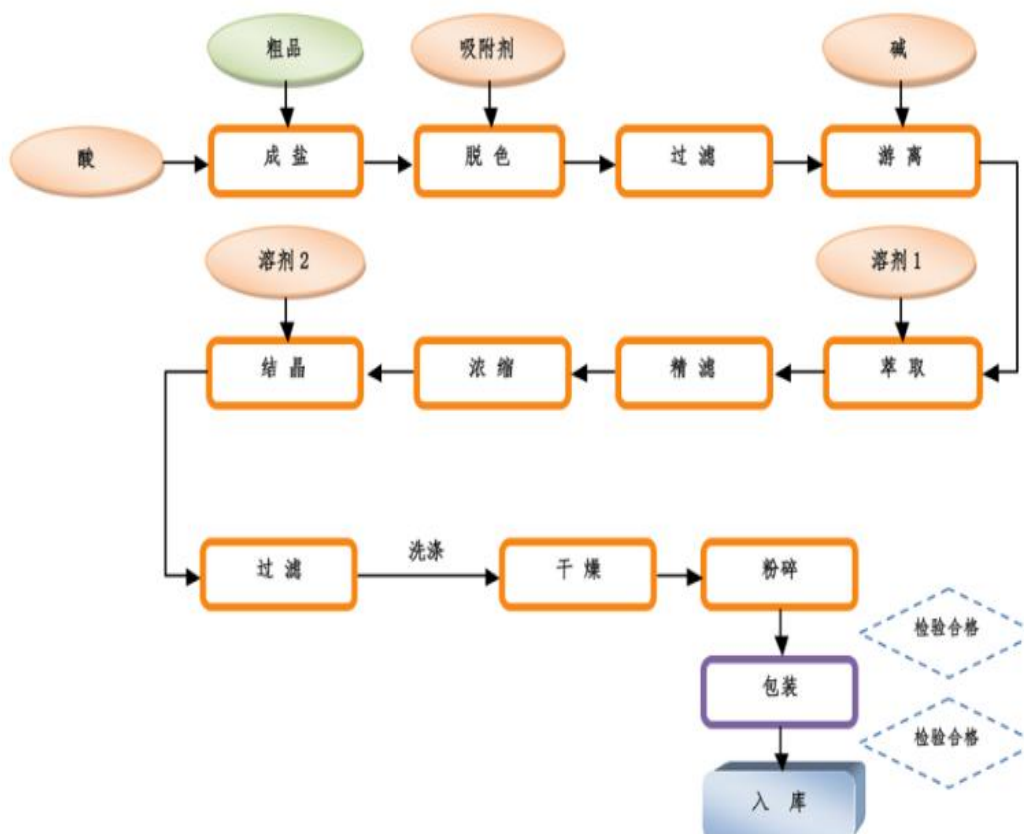 粗品
吸附剂
碱
酸
成盐
脱色
过滤
游离
溶剂2
溶剂1
结晶
浓缩
精滤
萃取
过滤
洗涤
干燥
粉碎
检验合格
包装
检验合格
入库